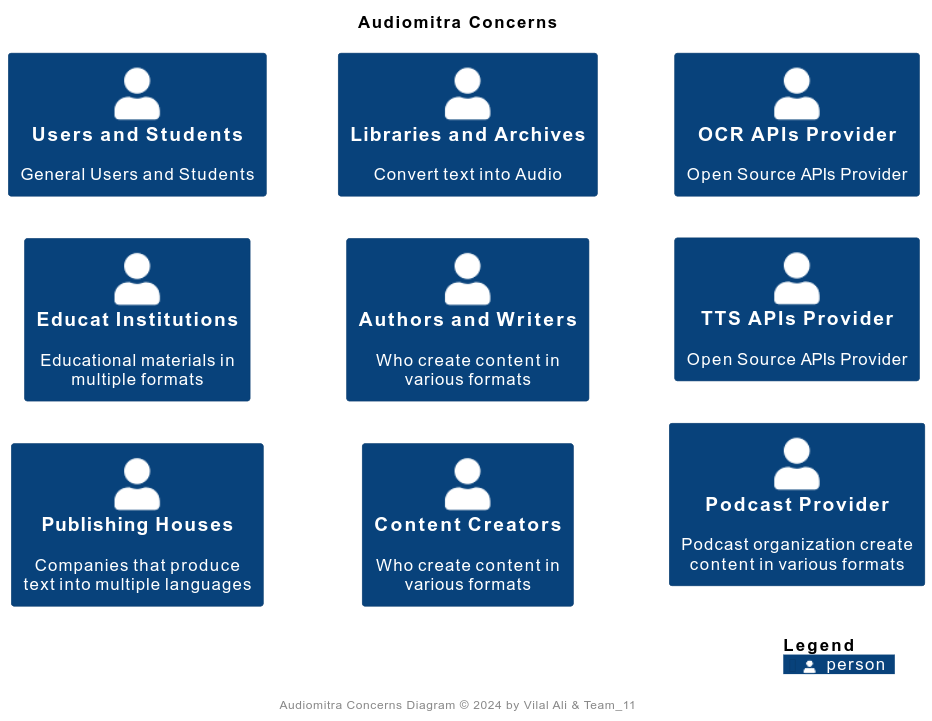 Audiomitra Concerns
Users and Students
General Users and Students
Libraries and Archives
Convert text into Audio
OCR APIs Provider
Open Source APIs Provider
Educat Institutions
Educational materials in
multiple formats
Authors and Writers
Who create content in
various formats
TTS APIs Provider
Open Source APIs Provider
Publishing Houses
Companies that produce
text into multiple languages
Content Creators
Who create content in
various formats
Podcast Provider
Podcast organization create
content in various formats
Legend
person
Audiomitra Concerns Diagram © 2024 by Vilal Ali & Team_11